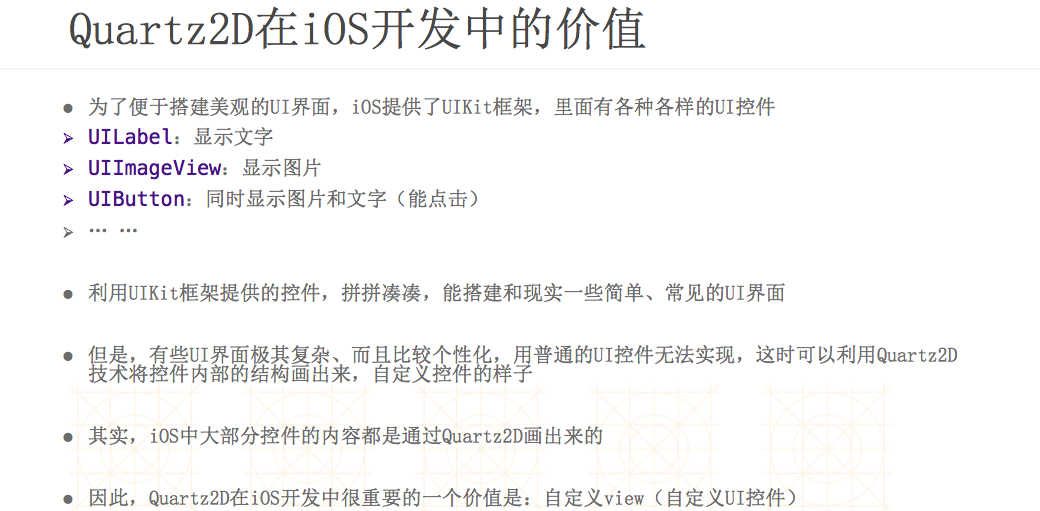 Quartz2D在iOS开发中的价值
● 为了便于搭建美观的UI界面，iOS提供了UIKit框架，里面有各种各样的UI控件
➢ UILabel：显示文字
➢ UIImageView：显示图片
➢ UIButton：同时显示图片和文字（能点击）
➢ … …
● 利用UIKit框架提供的控件，拼拼凑凑，能搭建和现实一些简单、常见的UI界面
● 但是，有些UI界面极其复杂、而且比较个性化，用普通的UI控件无法实现，这时可以利用Quartz2D
技术将控件内部的结构画出来，自定义控件的样子
● 其实，iOS中大部分控件的内容都是通过Quartz2D画出来的
● 因此，Quartz2D在iOS开发中很重要的一个价值是：自定义view（自定义UI控件）